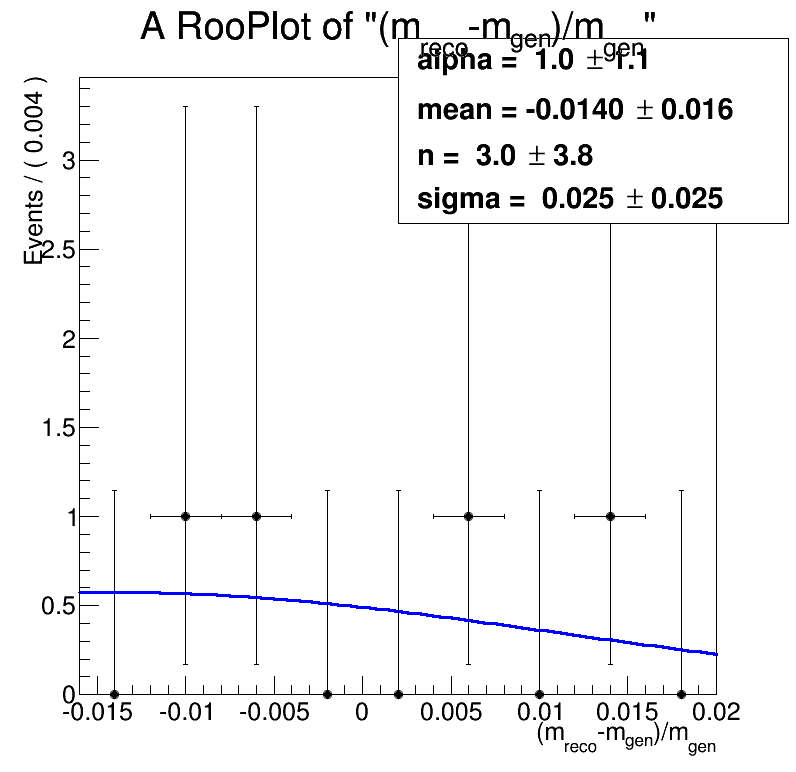 A RooPlot of "(m_reco-m_gen)/m_gen"
alpha = 1.0 ± 1.1
mean = -0.0140 ± 0.016
n = 3.0 ± 3.8
sigma = 0.025 ± 0.025
Events / ( 0.004 )
3
2.5
2
1.5
1
0.5
0
-0.015 -0.01 -0.005 0 0.005 0.01 0.015 0.02
(m_reco-m_gen)/m_gen